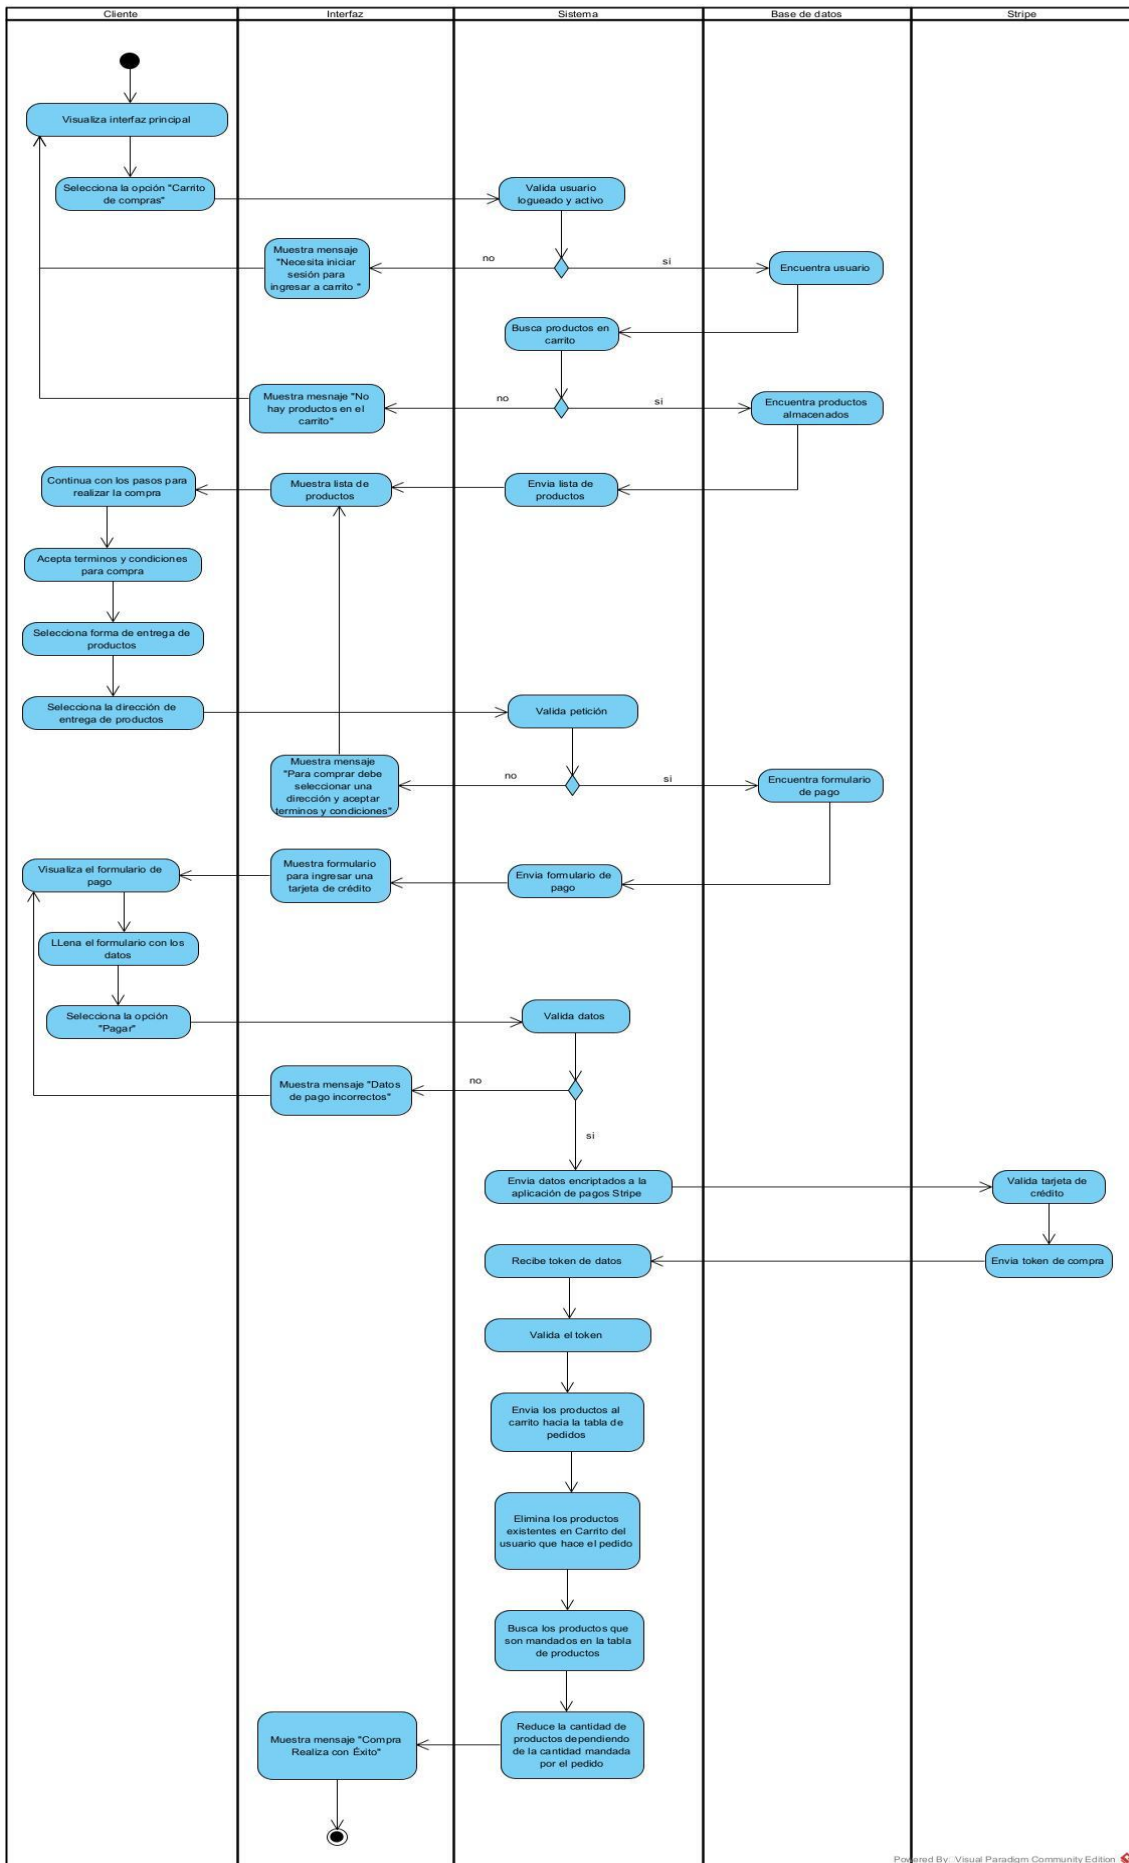 Cliente
Interfaz
Sistema
Base de datos
Stripe
Visualiza interfaz principal
Selecciona la opción "Carrito
de compras"
Valida usuario
logueado y activo
Muestra mensaje
"Necesita iniciar
sesión para
ingresar a carrito "
no
si
Encuentra usuario
Busca productos en
carrito
Muestra mesnaje "No
hay productos en el
carrito"
no
si
Encuentra productos
almacenados
Continua con los pasos para
realizar la compra
Muestra lista de
productos
Envia lista de
productos
Acepta terminos y condiciones
para compra
Selecciona forma de entrega de
productos
Selecciona la dirección de
entrega de productos
Valida petición
Muestra mensaje
"Para comprar debe
seleccionar una
dirección y aceptar
terminos y condiciones"
no
si
Encuentra formulario
de pago
Visualiza el formulario de
pago
Muestra formulario
para ingresar una
tarjeta de crédito
Envia formulario de
pago
LLena el formulario con los
datos
Selecciona la opción
"Pagar"
Valida datos
Muestra mensaje "Datos
de pago incorrectos"
no
si
Envia datos encriptados a la
aplicación de pagos Stripe
Valida tarjeta de
crédito
Recibe token de datos
Envia token de compra
Valida el token
Envia los productos al
carrito hacia la tabla de
pedidos
Elimina los productos
existentes en Carrito del
usuario que hace el pedido
Busca los productos que
son mandados en la tabla
de productos
Muestra mensaje "Compra
Realiza con Éxito"
Reduce la cantidad de
productos dependiendo
de la cantidad mandada
por el pedido
Powered By: Visual Paradigm Community Edition